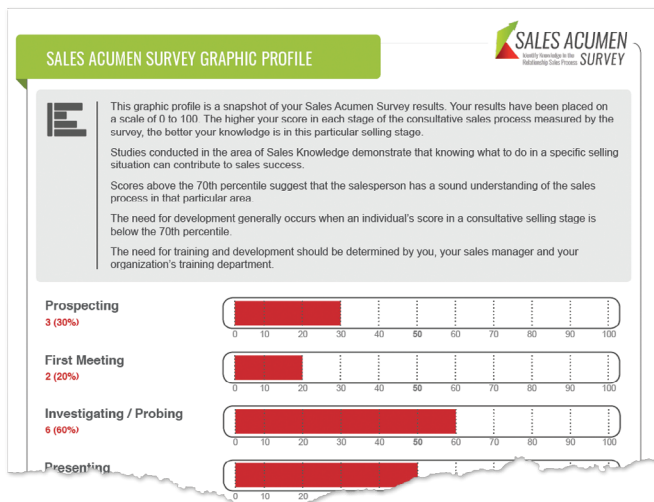 SALES ACUMEN
Identify Knowledge in the
Relationship Sales Process SURVEY
SALES ACUMEN SURVEY GRAPHIC PROFILE
This graphic profile is a snapshot of your Sales Acumen Survey results. Your results have been placed on
a scale of 0 to 100. The higher your score in each stage of the consultative sales process measured by the
survey, the better your knowledge is in this particular selling stage.
Studies conducted in the area of Sales Knowledge demonstrate that knowing what to do in a specific selling
situation can contribute to sales success.
Scores above the 70th percentile suggest that the salesperson has a sound understanding of the sales
process in that particular area.
The need for development generally occurs when an individual's score in a consultative selling stage is
below the 70th percentile.
The need for training and development should be determined by you, your sales manager and your
organization's training department.
Prospecting
3 (30%)
0 10 20 30 40 50 60 70 80 90 100
First Meeting
2 (20%)
0 10 20 30 40 50 60 70 80 90 100
Investigating / Probing
6 (60%)
0 10 20 30 40 50 60 70 80 90 100
Presenting
0 10 20